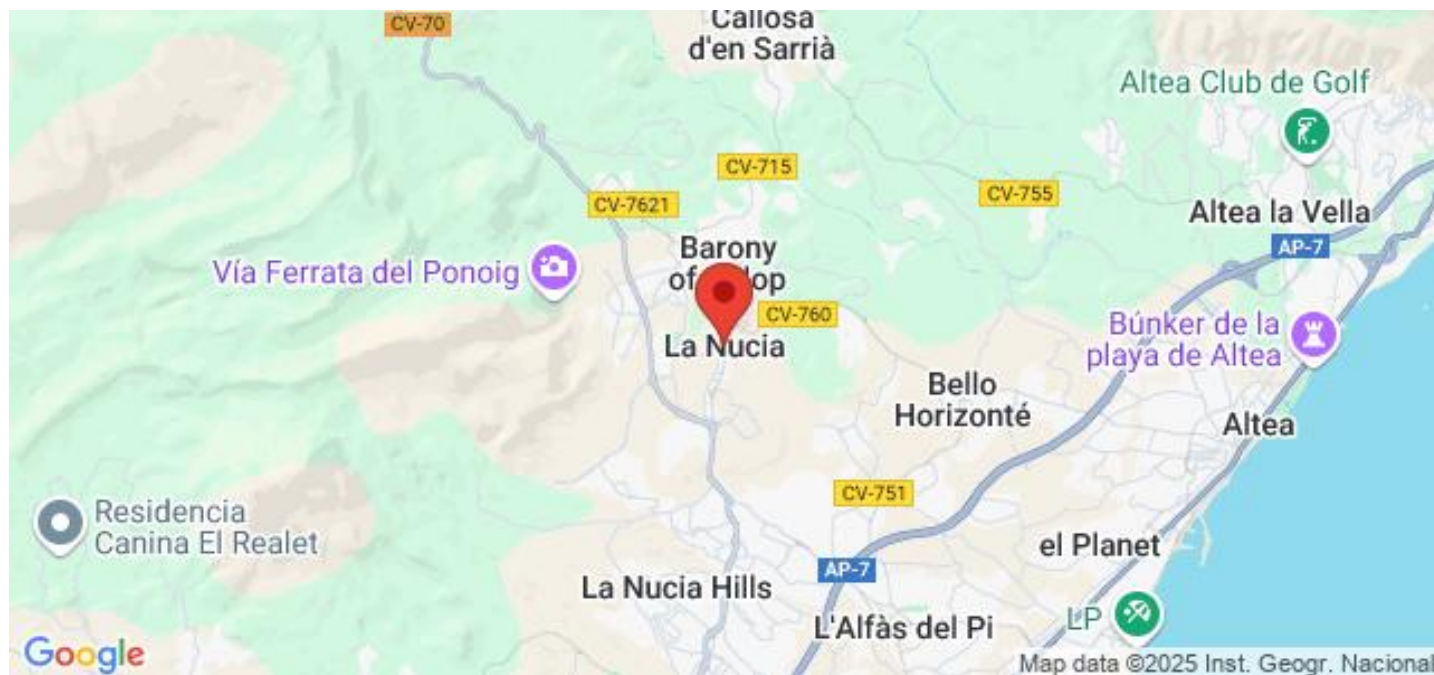 CV-70
Callosa
d'en Sarrià
Altea Club de Golf
CV-715
CV-755
CV-7621
Altea la Vella
AP-7
Barony
Vía Ferrata del Ponoig
CV-760
La Nucia
Búnker de la
playa de Altea
Bello
Horizonté
Altea
CV-751
Residencia
Canina El Realet
el Planet
AP-7
La Nucia Hills
L'Alfàs del Pi
LP
Google
Map data ©2025 Inst. Geogr. Nacional